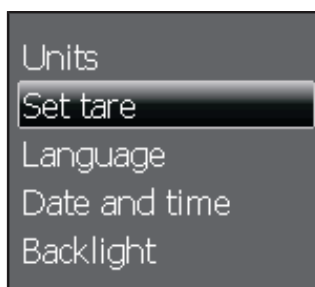 Units
Set tare
Language
Date and time
Backlight